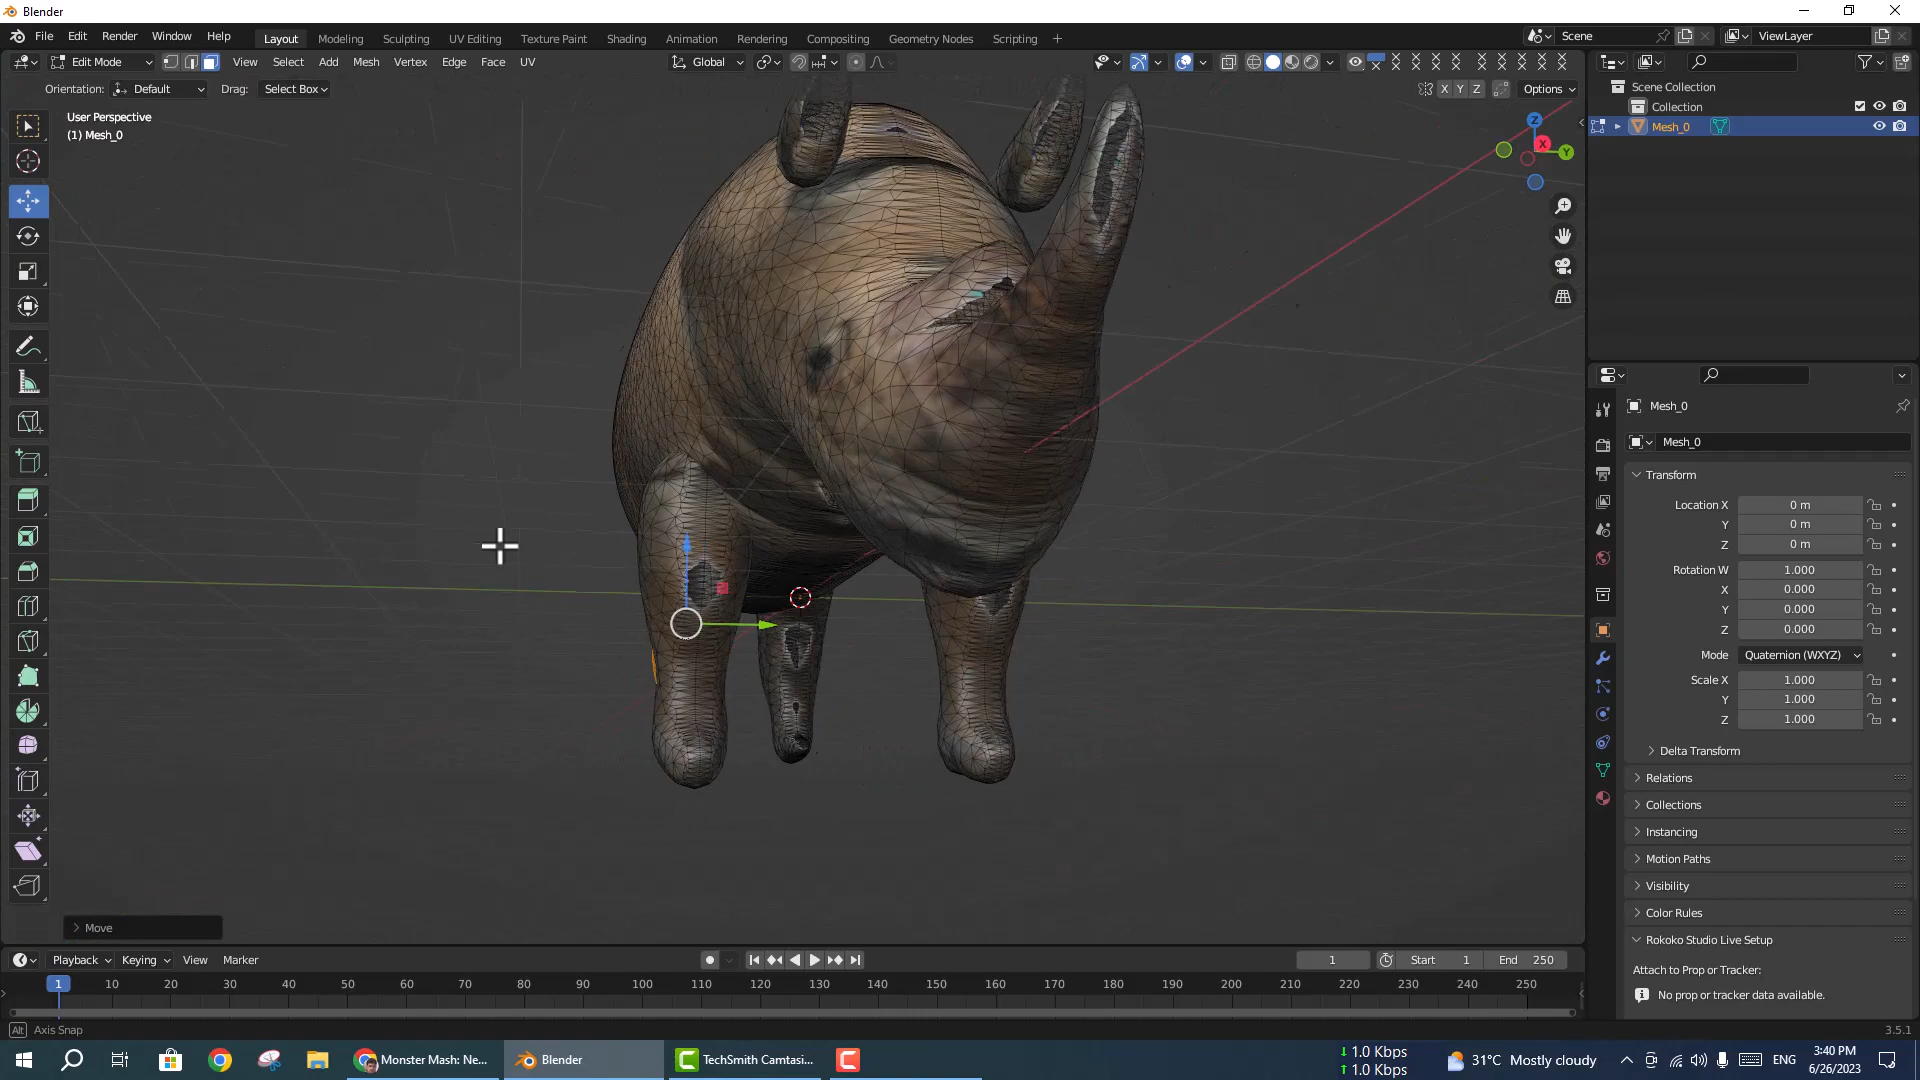 Blender
File Edit Render Window Help
Layout Modeling Sculpting UV Editing Texture Paint Shading Animation Rendering Compositing Geometry Nodes Scripting +
Scene ViewLayer
Edit Mode View Select Add Mesh Vertex Edge Face UV
Global
Orientation: Default Drag: Select Box
X Y Z Options
User Perspective
(1) Mesh_0
Z
X
Y
Scene Collection
Collection
Mesh_0
Mesh_0
Mesh_0
Transform
Location X 0 m
Y 0 m
Z 0 m
Rotation W 1.000
X 0.000
Y 0.000
Z 0.000
Mode Quaternion (WXYZ)
Scale X 1.000
Y 1.000
Z 1.000
Delta Transform
Relations
Collections
Instancing
Motion Paths
Visibility
Color Rules
Rokoko Studio Live Setup
Attach to Prop or Tracker:
No prop or tracker data available.
Move
Playback Keying View Marker
1 Start 1 End 250
1 10 20 30 40 50 60 70 80 90 100 110 120 130 140 150 160 170 180 190 200 210 220 230 240 250
Alt Axis Snap
3.5.1
Monster Mash: Ne...
Blender
TechSmith Camtasi...
↓ 1.0 Kbps
↑ 1.0 Kbps
31°C Mostly cloudy
ENG
3:40 PM
6/26/2023